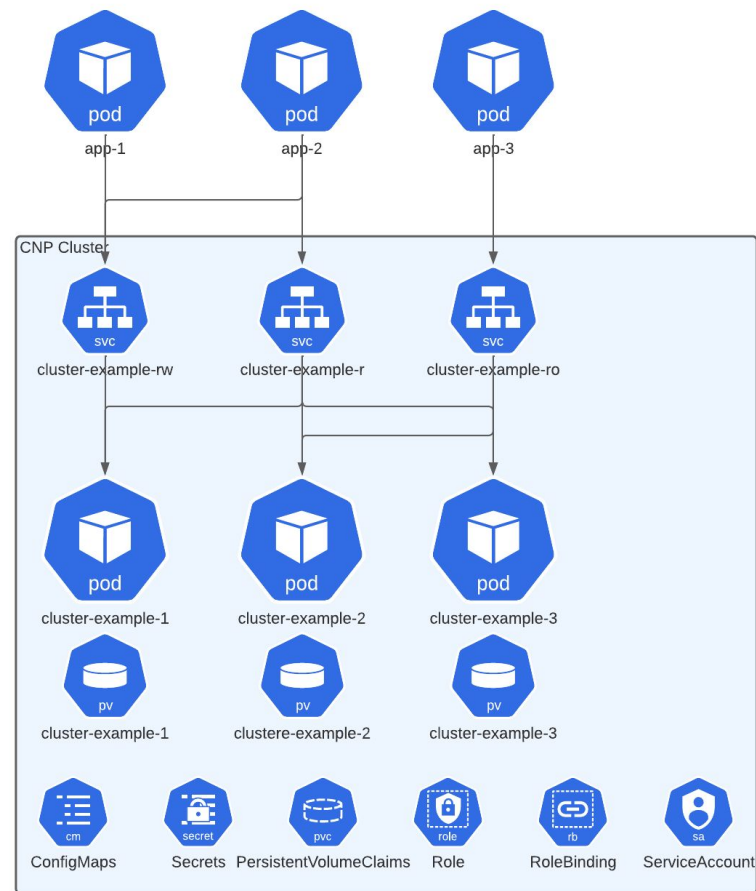 pod pod pod
app-1 app-2 app-3
CNP Cluster
svc svc svc
cluster-example-rw cluster-example-r cluster-example-ro
pod pod pod
cluster-example-1 cluster-example-2 cluster-example-3
pv pv pv
cluster-example-1 clustere-example-2 cluster-example-3
cm secret pvc role rb sa
ConfigMaps Secrets PersistentVolumeClaims Role RoleBinding ServiceAccount